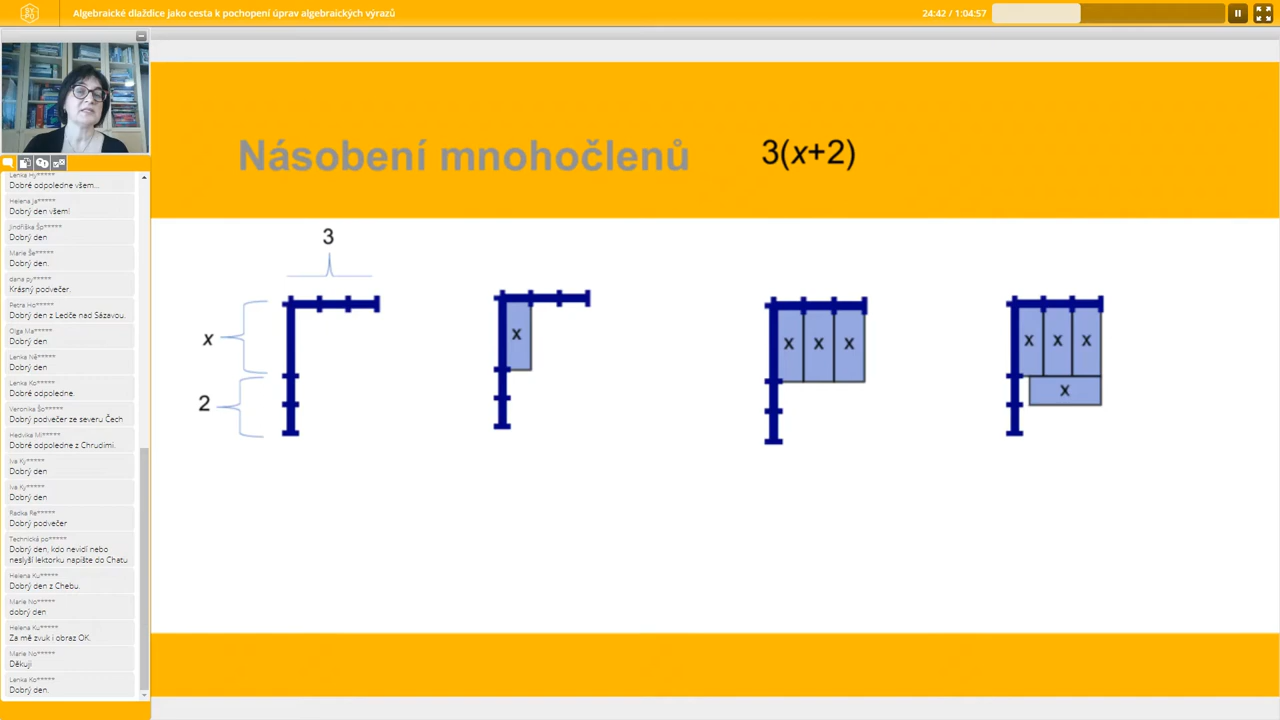 SY
PO
Algebraické dlaždice jako cesta k pochopení úprav algebraických výrazů
24:42 / 1:04:57
Lenka Hy*****
Dobré odpoledne všem...
Helena Ja*****
Dobrý den všem!
Jindřiška Šp*****
Dobrý den
Marie Še*****
Dobrý den.
dana py*****
Krásný podvečer.
Petra Ho*****
Dobrý den z Ledče nad Sázavou.
Olga Ma*****
Dobrý den
Lenka Ně*****
Dobrý den
Lenka Ko*****
Dobré odpoledne
Veronika Šo*****
Dobrý podvečer ze severu Čech
Hedvika Mi*****
Dobré odpoledne z Chrudimi.
Iva Ky*****
Dobrý den
Iva Ky*****
Dobrý den
Radka Re*****
Dobrý podvečer
Technická po*****
Dobrý den, kdo nevidí nebo
neslyší lektorku napište do Chatu
Helena Ku*****
Dobrý den z Chebu.
Marie No*****
dobrý den
Helena Ku*****
Za mě zvuk i obraz OK.
Marie No*****
Děkuji
Lenka Ko*****
Dobrý den.
Násobení mnohočlenů 3(x+2)
3
x
2
x
x x x
x x x
x